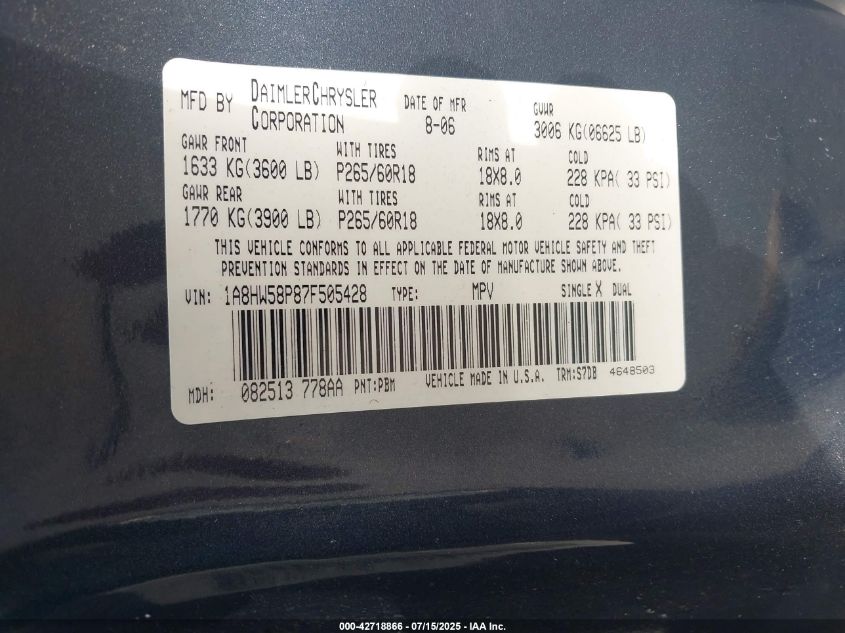 MFD BY DAIMLERCHRYSLER CORPORATION DATE OF MFR 8-06 GVWR 3006 KG(06625 LB)
GAWR FRONT WITH TIRES RIMS AT COLD
1633 KG(3600 LB) P265/60R18 18X8.0 228 KPA( 33 PSI)
GAWR REAR WITH TIRES RIMS AT COLD
1770 KG(3900 LB) P265/60R18 18X8.0 228 KPA( 33 PSI)
THIS VEHICLE CONFORMS TO ALL APPLICABLE FEDERAL MOTOR VEHICLE SAFETY AND THEFT
PREVENTION STANDARDS IN EFFECT ON THE DATE OF MANUFACTURE SHOWN ABOVE.
VIN: 1A8HW58P87F505428 TYPE: MPV SINGLE X DUAL
MDH: 082513 778AA PNT:PBM VEHICLE MADE IN U.S.A. TRM:S7DB 4648503
000-42718866 - 07/15/2025 - IAA Inc.